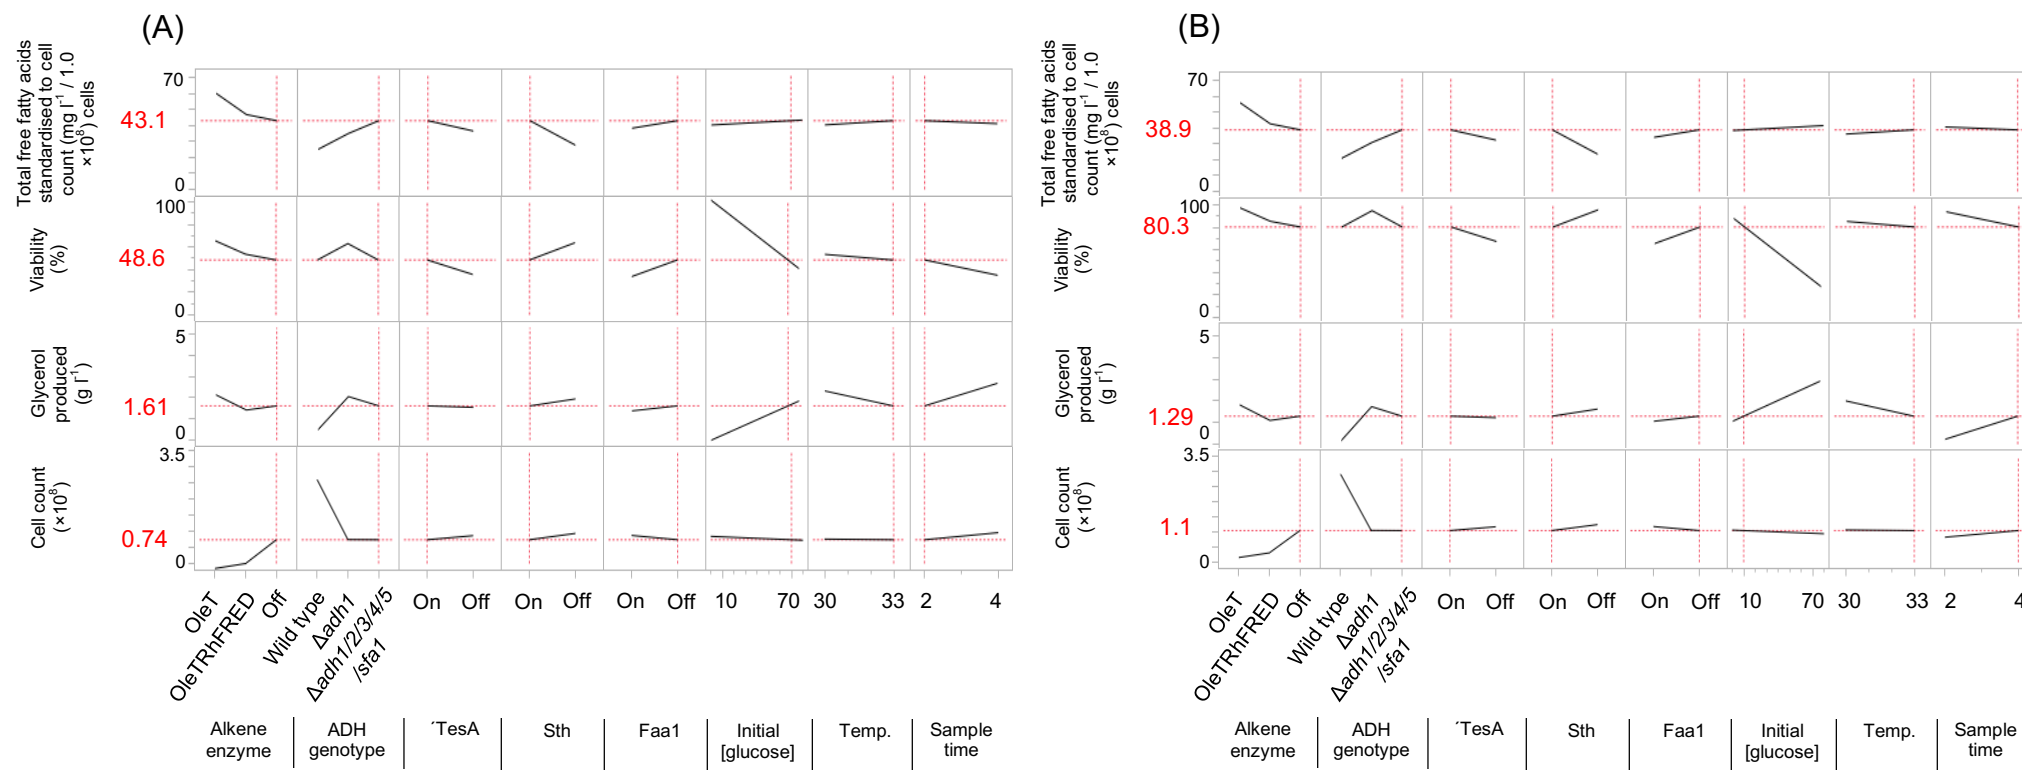 (A)
Total free fatty acids
standardised to cell
count (mg l⁻¹ / 1.0
×10⁸) cells
70
43.1
0
Viability
(%)
100
48.6
0
Glycerol
produced
(g l⁻¹)
5
1.61
0
Cell count
(×10⁸)
3.5
0.74
0
OleT
OleTRhFRED
Off
Wild type
Δadh1
Δadh1/2/3/4/5
/sfa1
On Off
On Off
On Off
10 70
30 33
2 4
Alkene
enzyme
ADH
genotype
´TesA
Sth
Faa1
Initial
[glucose]
Temp.
Sample
time
(B)
Total free fatty acids
standardised to cell
count (mg l⁻¹ / 1.0
×10⁸) cells
70
38.9
0
Viability
(%)
100
80.3
0
Glycerol
produced
(g l⁻¹)
5
1.29
0
Cell count
(×10⁸)
3.5
1.1
0
OleT
OleTRhFRED
Off
Wild type
Δadh1
Δadh1/2/3/4/5
/sfa1
On Off
On Off
On Off
10 70
30 33
2 4
Alkene
enzyme
ADH
genotype
´TesA
Sth
Faa1
Initial
[glucose]
Temp.
Sample
time